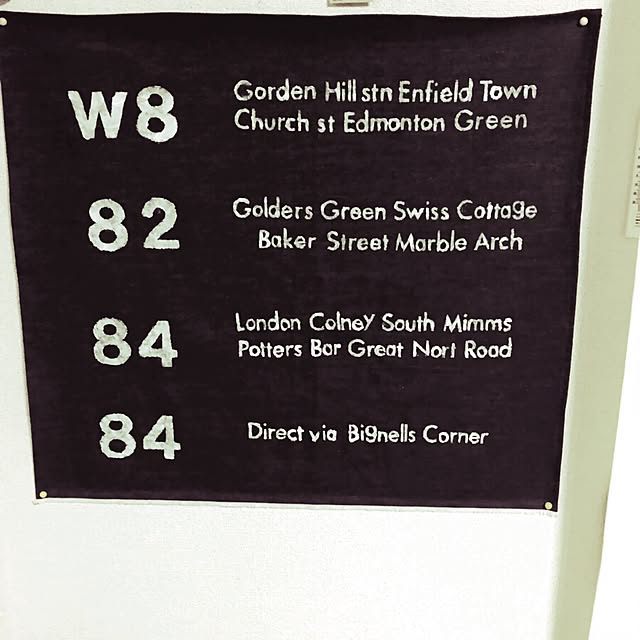 W8 Gorden Hill stn Enfield Town
Church st Edmonton Green
82 Golders Green Swiss Cottage
Baker Street Marble Arch
84 London Colney South Mimms
Potters Bar Great Nort Road
84 Direct via Bignells Corner